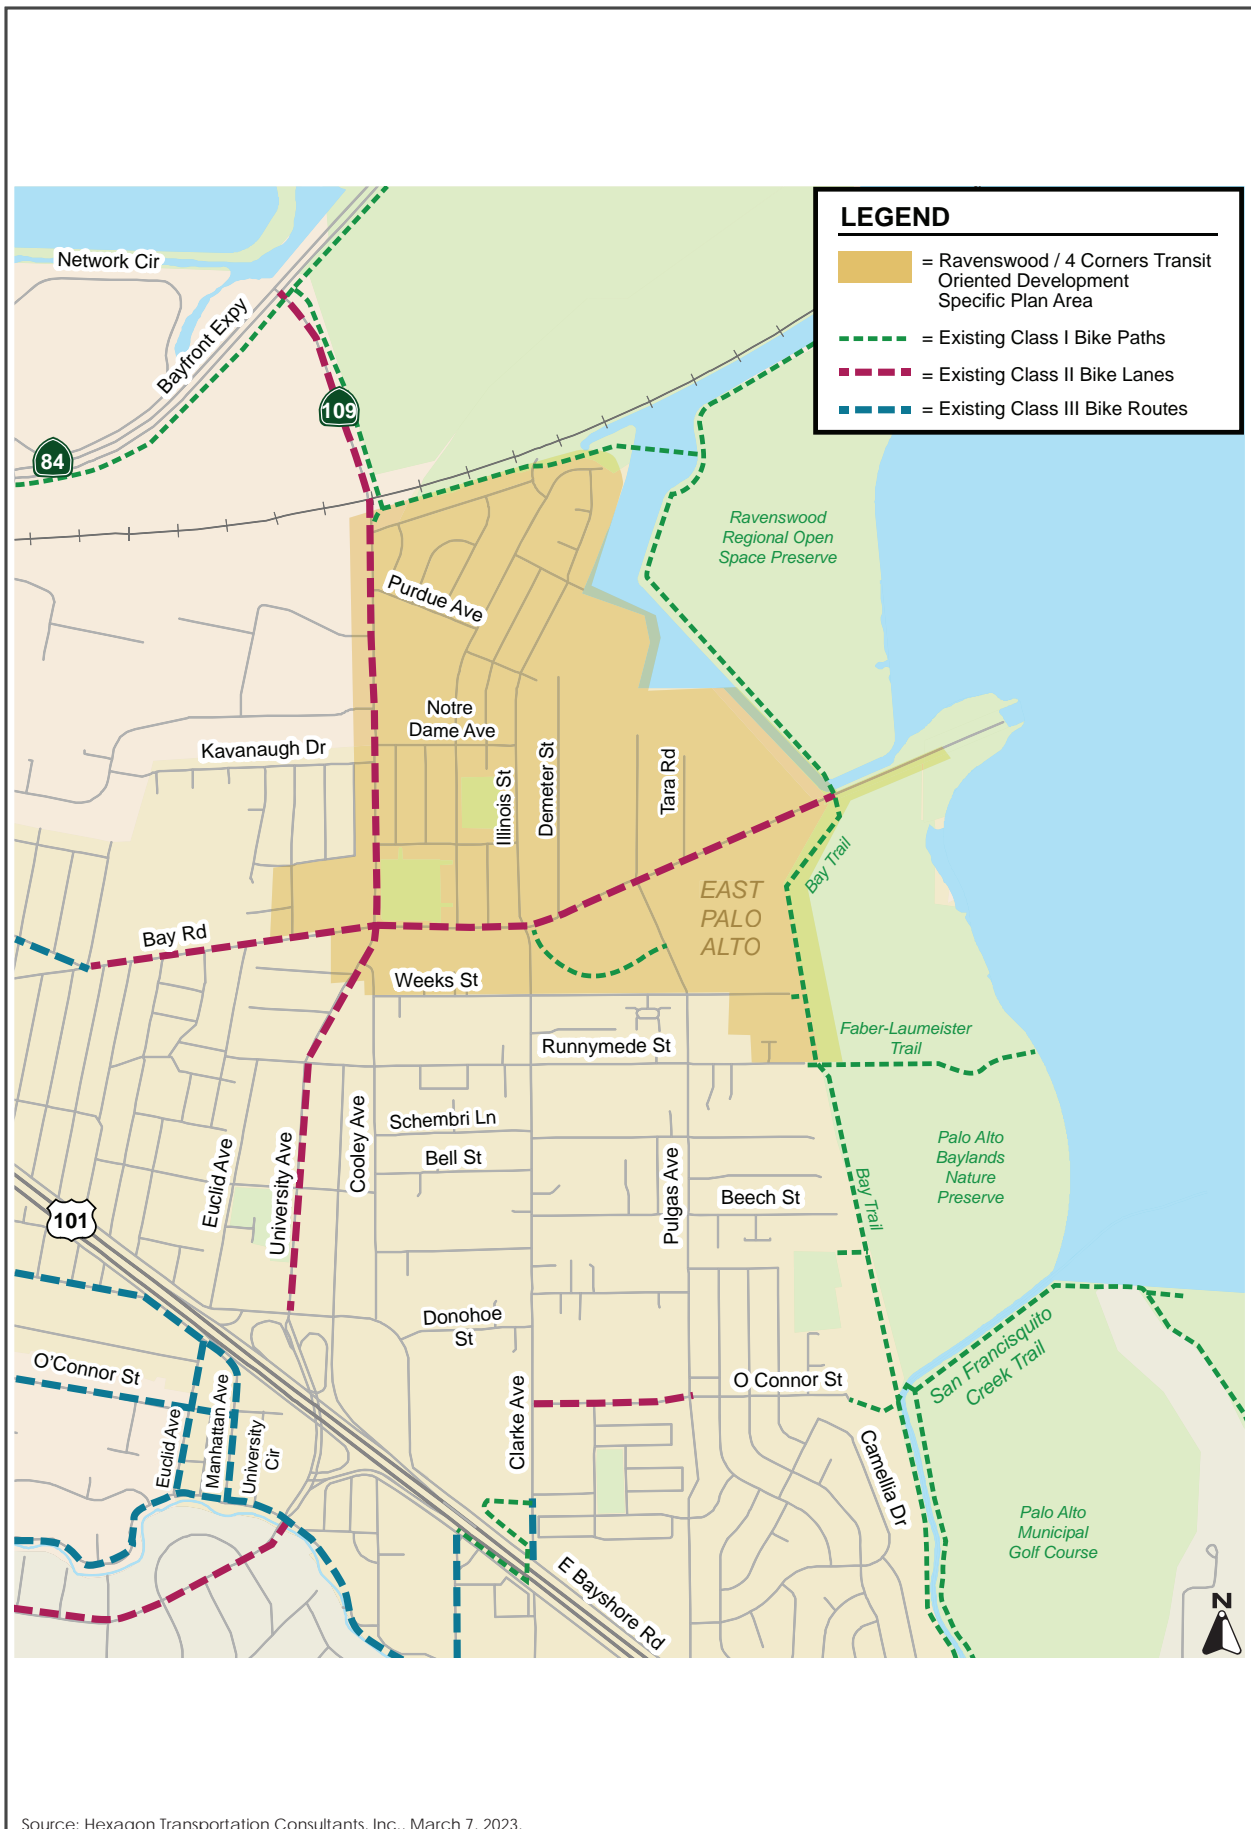 LEGEND
= Ravenswood / 4 Corners Transit
Oriented Development
Specific Plan Area
= Existing Class I Bike Paths
= Existing Class II Bike Lanes
= Existing Class III Bike Routes
Network Cir
Bayfront Expy
109
84
Ravenswood
Regional Open
Space Preserve
Purdue Ave
Notre
Dame Ave
Kavanaugh Dr
Illinois St
Demeter St
Tara Rd
Bay Trail
EAST
PALO
ALTO
Bay Rd
Weeks St
Faber-Laumeister
Trail
Runnymede St
Schembri Ln
Bell St
Cooley Ave
Euclid Ave
University Ave
Palo Alto
Baylands
Nature
Preserve
Pulgas Ave
Beech St
Bay Trail
101
Donohoe
St
San Francisquito
Creek Trail
O'Connor St
O Connor St
Euclid Ave
Manhattan Ave
University
Cir
Clarke Ave
Camellia Dr
Palo Alto
Municipal
Golf Course
E Bayshore Rd
N
Source: Hexagon Transportation Consultants, Inc., March 7, 2023.